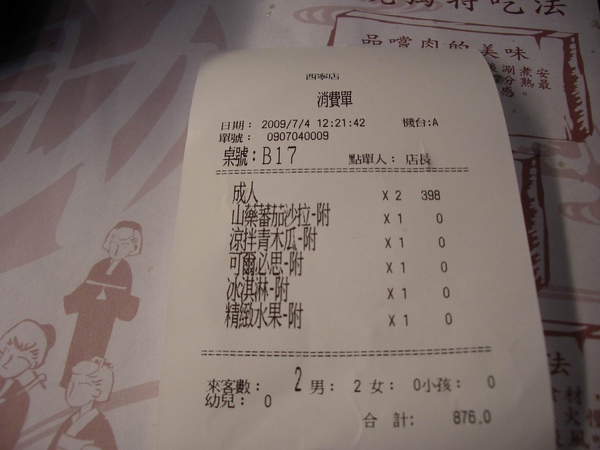 品嚐肉的美味
西寧店
消費單
日期： 2009/7/4 12:21:42 機台:A
單號： 0907040009
桌號：B17 點單人： 店長
成人 X 2 398
山藥蕃茄沙拉-附 X 1 0
涼拌青木瓜-附 X 1 0
可爾必思-附 X 1 0
冰淇淋-附 X 1 0
精緻水果-附 X 1 0
來客數： 2 男： 2 女： 0 小孩： 0
幼兒： 0
合 計: 876.0